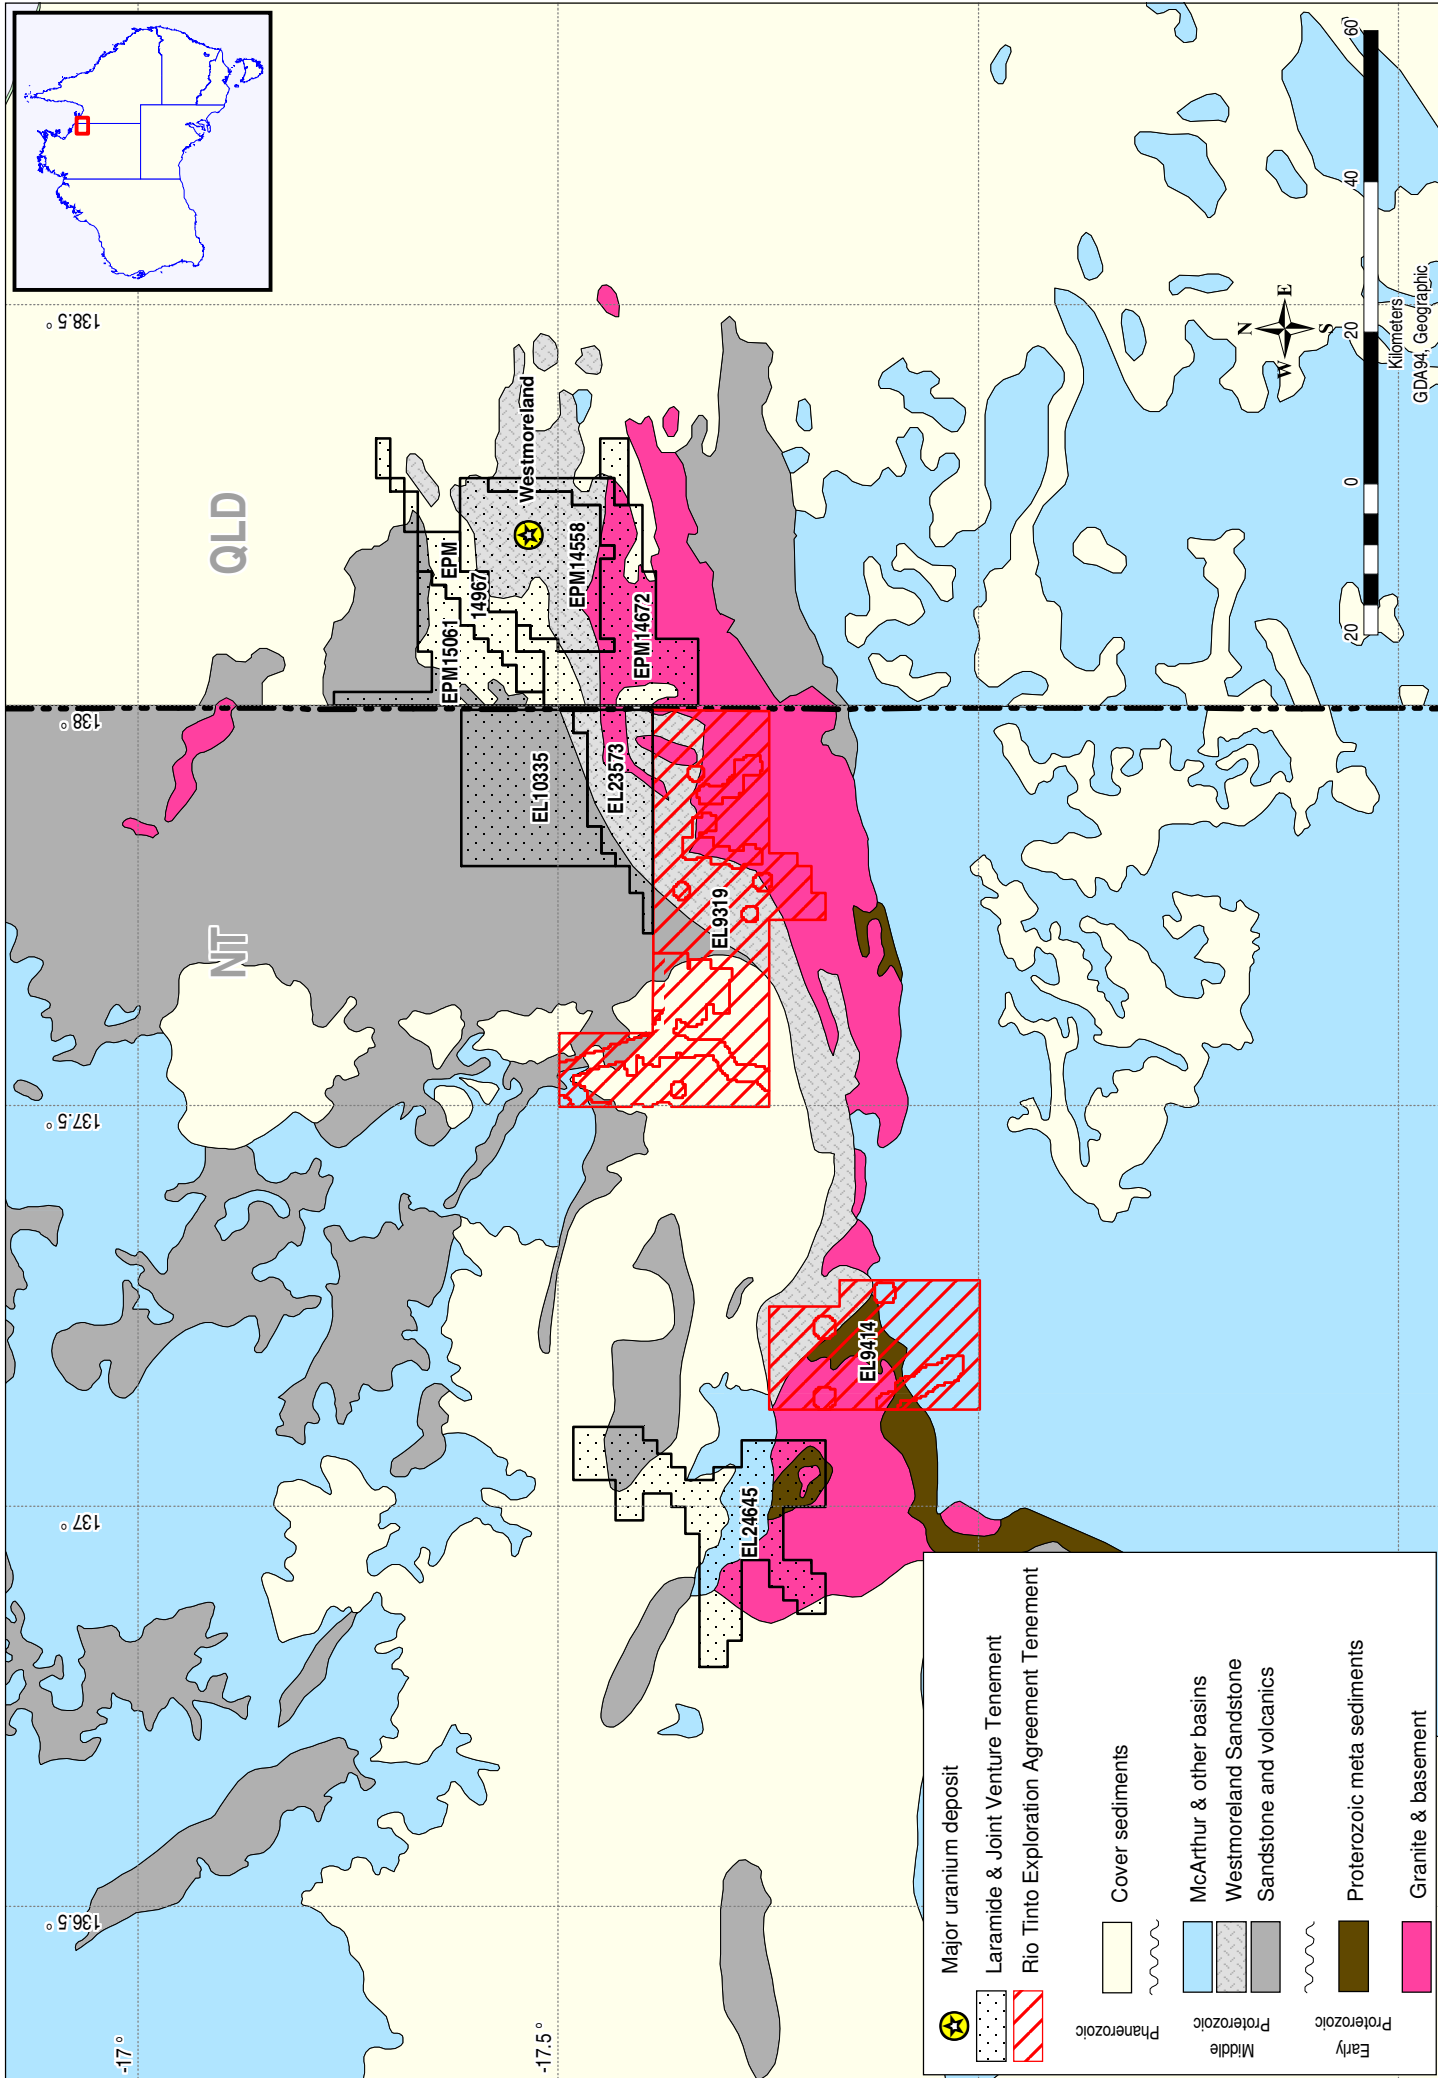 QLD
NT
138.5 °
138 °
137.5 °
137 °
136.5 °
-17 °
-17.5 °
Westmoreland
EPM
14967
EPM15061
EPM14558
EPM14672
EL10335
EL23573
EL9319
EL9414
EL24645
N
E
S
W
20
0
20
40
60
Kilometers
GDA94, Geographic
Major uranium deposit
Laramide & Joint Venture Tenement
Rio Tinto Exploration Agreement Tenement
Phanerozoic
Cover sediments
Middle
Proterozoic
McArthur & other basins
Westmoreland Sandstone
Sandstone and volcanics
Early
Proterozoic
Proterozoic meta sediments
Granite & basement